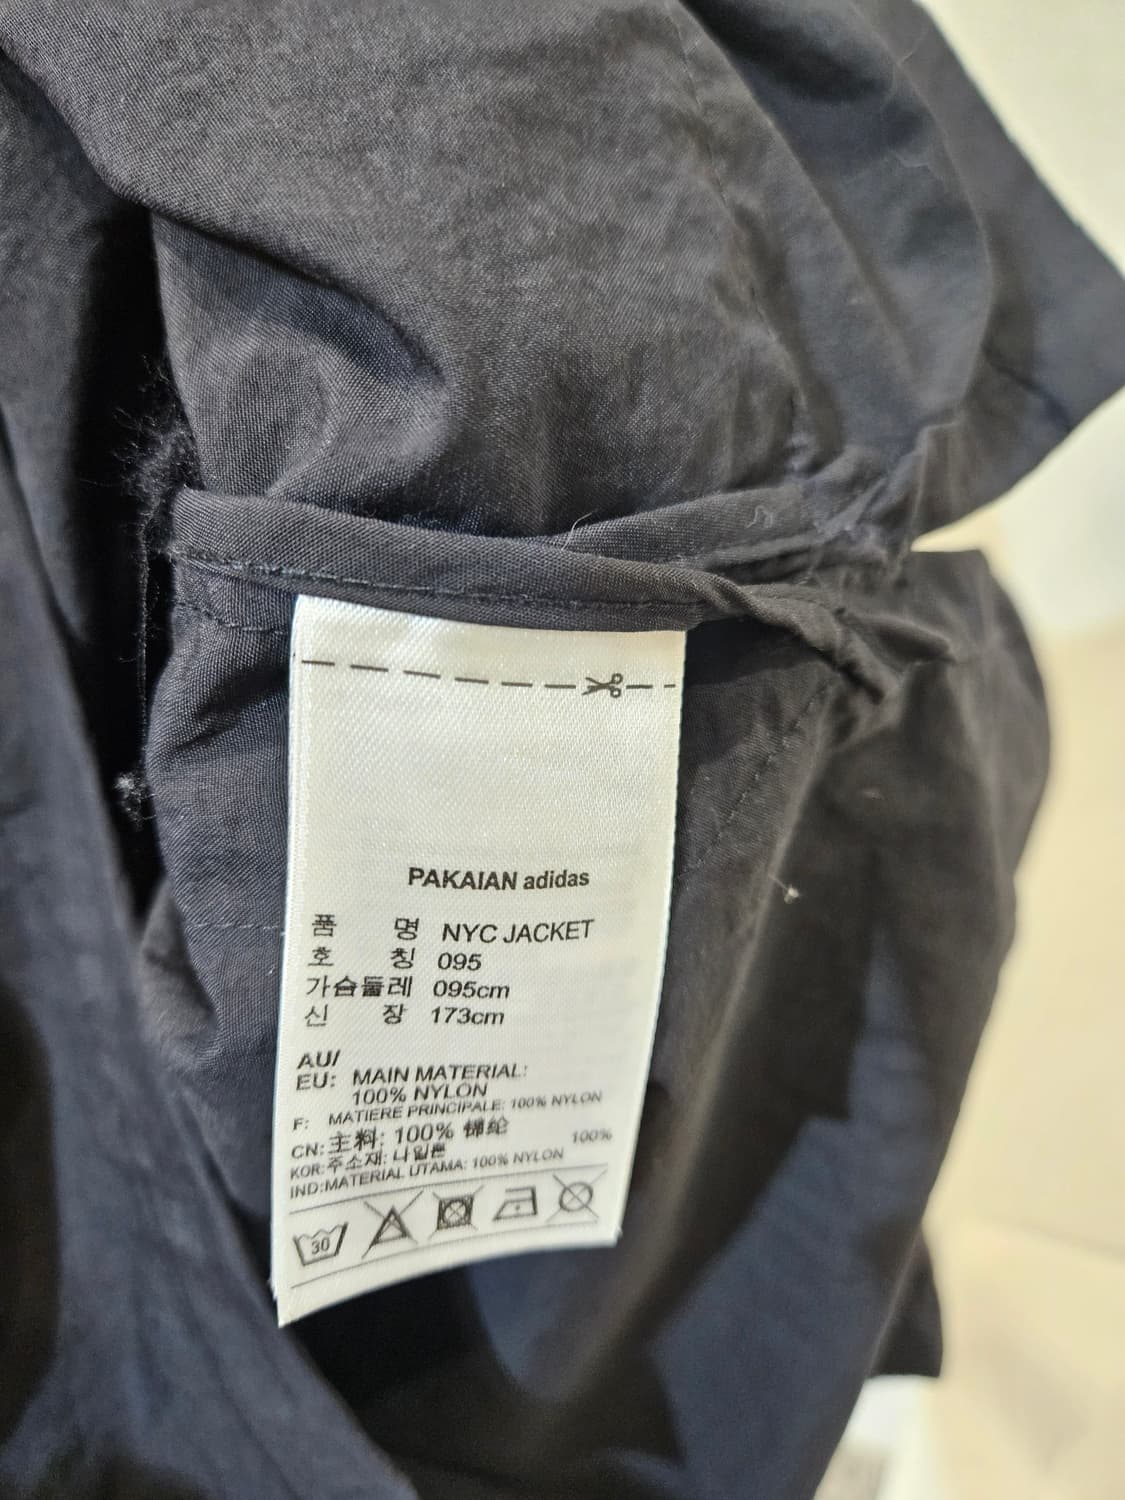 PAKAIAN adidas
품 명 NYC JACKET
호 칭 095
가슴둘레 095cm
신 장 173cm
AU/
EU: MAIN MATERIAL:
100% NYLON
F: MATIERE PRINCIPALE: 100% NYLON
CN: 主料: 100% 锦纶
KOR: 주소재: 나일론 100%
IND: MATERIAL UTAMA: 100% NYLON
30